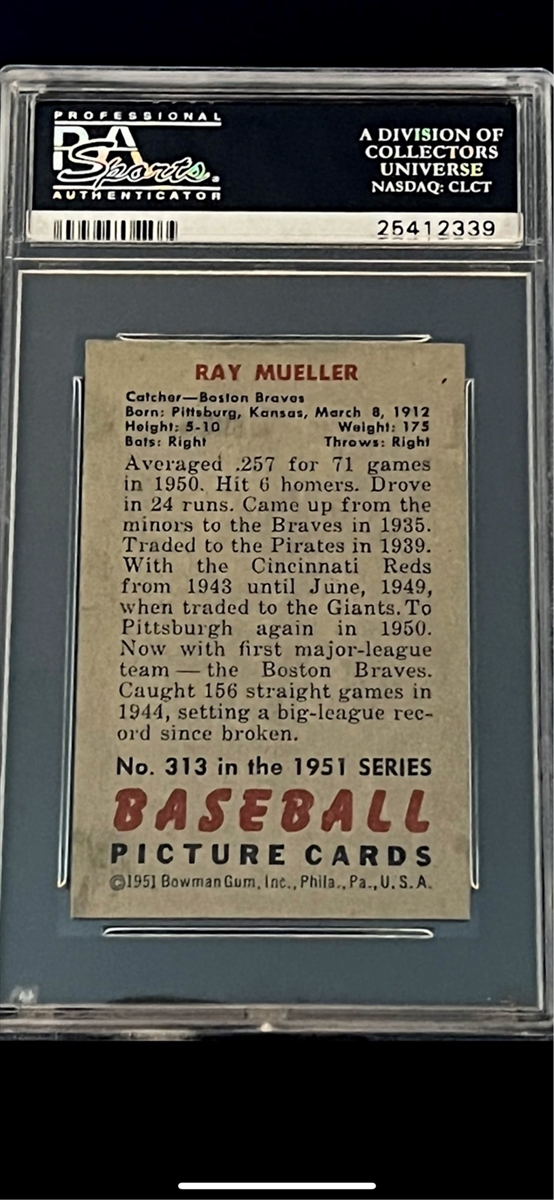 PROFESSIONAL
PSA
Sports
AUTHENTICATOR
A DIVISION OF
COLLECTORS
UNIVERSE
NASDAQ: CLCT
25412339
RAY MUELLER
Catcher—Boston Braves
Born: Pittsburg, Kansas, March 8, 1912
Height: 5-10 Weight: 175
Bats: Right Throws: Right
Averaged .257 for 71 games
in 1950. Hit 6 homers. Drove
in 24 runs. Came up from the
minors to the Braves in 1935.
Traded to the Pirates in 1939.
With the Cincinnati Reds
from 1943 until June, 1949,
when traded to the Giants. To
Pittsburgh again in 1950.
Now with first major-league
team — the Boston Braves.
Caught 156 straight games in
1944, setting a big-league rec-
ord since broken.
No. 313 in the 1951 SERIES
BASEBALL
PICTURE CARDS
©1951 Bowman Gum, Inc., Phila., Pa., U.S.A.